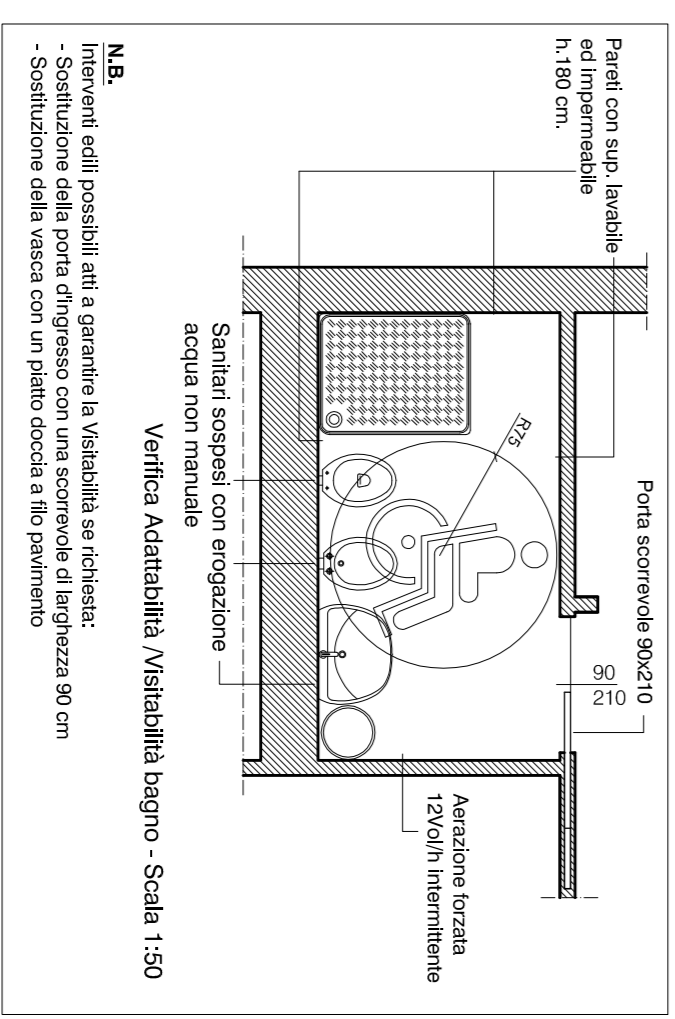 Pareti con sup. lavabile
ed impermeabile
h.180 cm.
Porta scorrevole 90x210
90
210
R75
Aerazione forzata
12Vol/h intermittente
Sanitari sospesi con erogazione
acqua non manuale
Verifica Adattabilità /Visitabilità bagno - Scala 1:50
N.B.
Interventi edili possibili atti a garantire la Visitabilità se richiesta:
- Sostituzione della porta d'ingresso con una scorrevole di larghezza 90 cm
- Sostituzione della vasca con un piatto doccia a filo pavimento